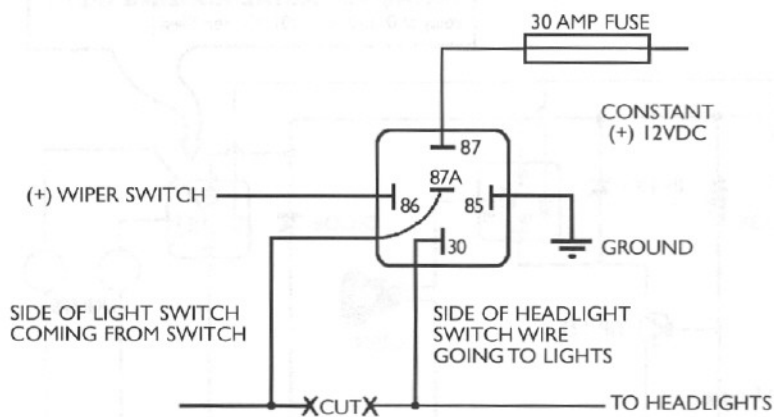 30 AMP FUSE
CONSTANT
(+) 12VDC
87
87A
(+) WIPER SWITCH
86
85
30
GROUND
SIDE OF LIGHT SWITCH
COMING FROM SWITCH
SIDE OF HEADLIGHT
SWITCH WIRE
GOING TO LIGHTS
XCUTX
TO HEADLIGHTS